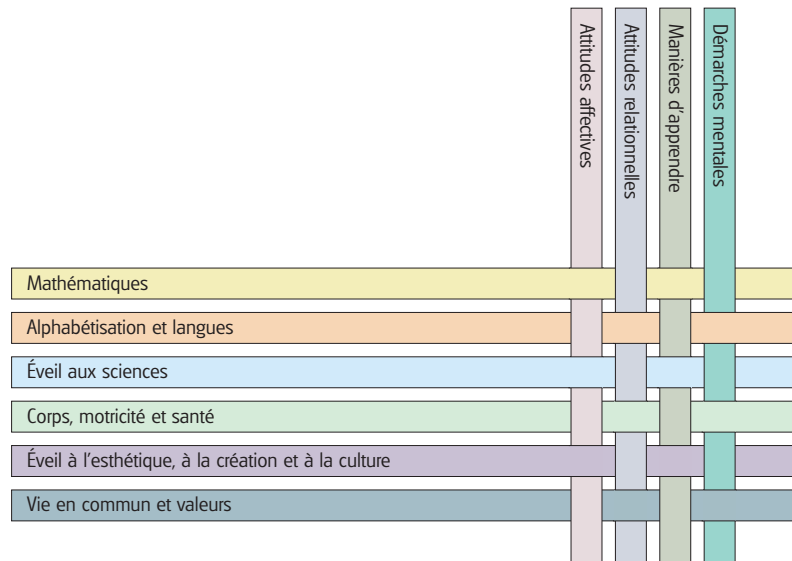 Attitudes affectives
Attitudes relationnelles
Manières d'apprendre
Démarches mentales
Mathématiques
Alphabétisation et langues
Éveil aux sciences
Corps, motricité et santé
Éveil à l'esthétique, à la création et à la culture
Vie en commun et valeurs